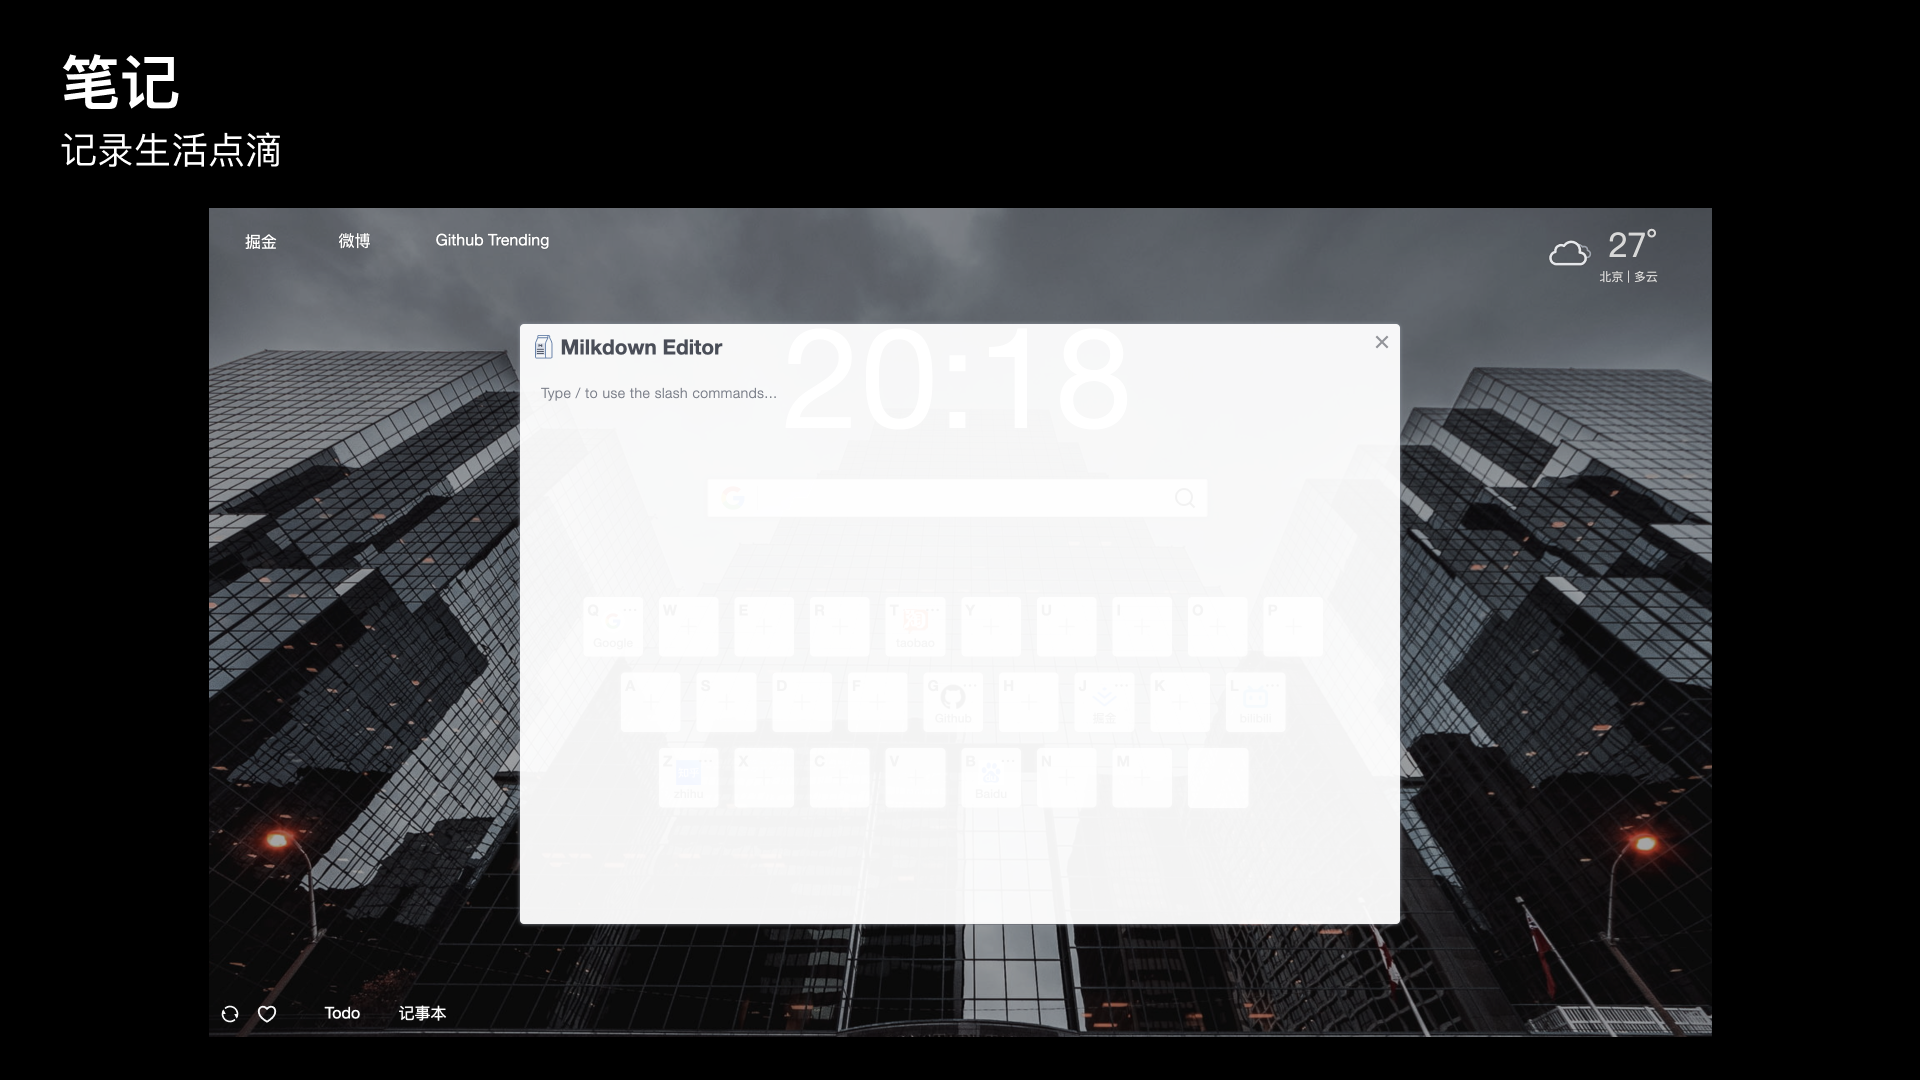 笔记
记录生活点滴
掘金
微博
Github Trending
27°
北京 | 多云
20:18
Milkdown Editor
Type / to use the slash commands...
Q
Google
W
E
R
T
taobao
Y
U
I
O
P
A
S
D
F
G
Github
H
J
掘金
K
L
bilibili
Z
zhihu
X
C
V
B
Baidu
N
M
Todo
记事本